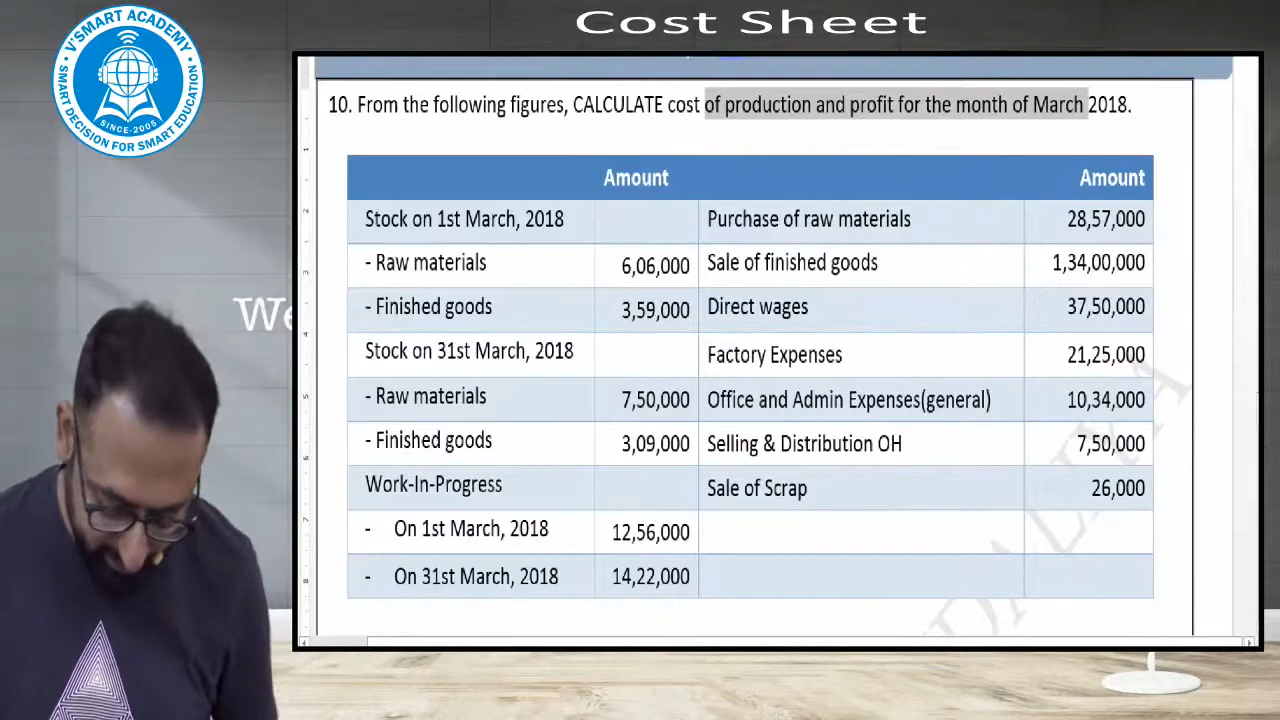 Cost Sheet
V'SMART ACADEMY
SINCE-2005
SMART DECISION FOR SMART EDUCATION
We
10. From the following figures, CALCULATE cost of production and profit for the month of March 2018.
Amount Amount
Stock on 1st March, 2018 Purchase of raw materials 28,57,000
- Raw materials 6,06,000 Sale of finished goods 1,34,00,000
- Finished goods 3,59,000 Direct wages 37,50,000
Stock on 31st March, 2018 Factory Expenses 21,25,000
- Raw materials 7,50,000 Office and Admin Expenses(general) 10,34,000
- Finished goods 3,09,000 Selling & Distribution OH 7,50,000
Work-In-Progress Sale of Scrap 26,000
- On 1st March, 2018 12,56,000
- On 31st March, 2018 14,22,000